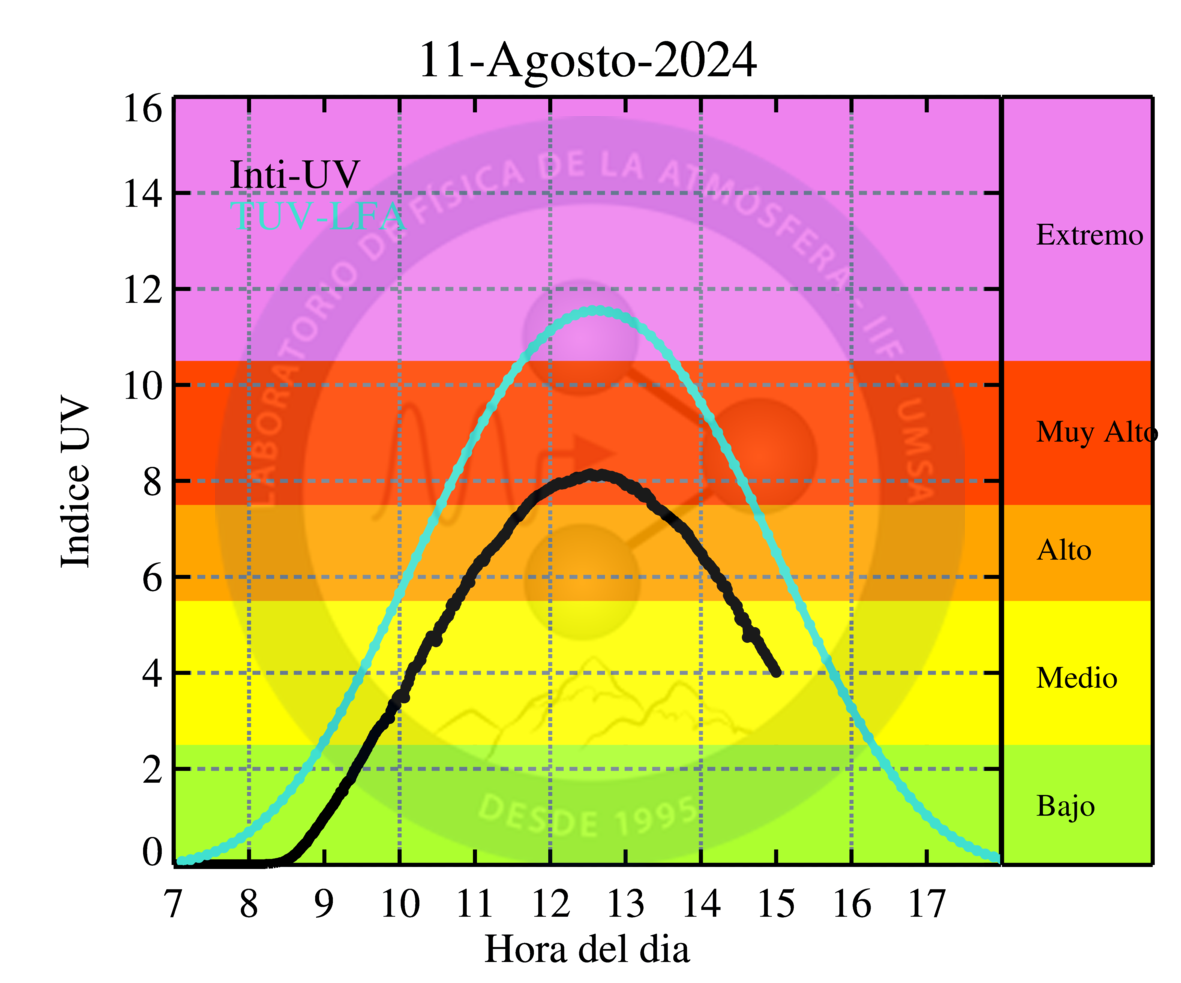 11-Agosto-2024
16
14
12
10
8
6
4
2
0
Indice UV
Inti-UV
TUV-LFA
LABORATORIO DE FÍSICA DE LA ATMÓSFERA - IIF - UMSA
DESDE 1995
Extremo
Muy Alto
Alto
Medio
Bajo
7 8 9 10 11 12 13 14 15 16 17
Hora del dia